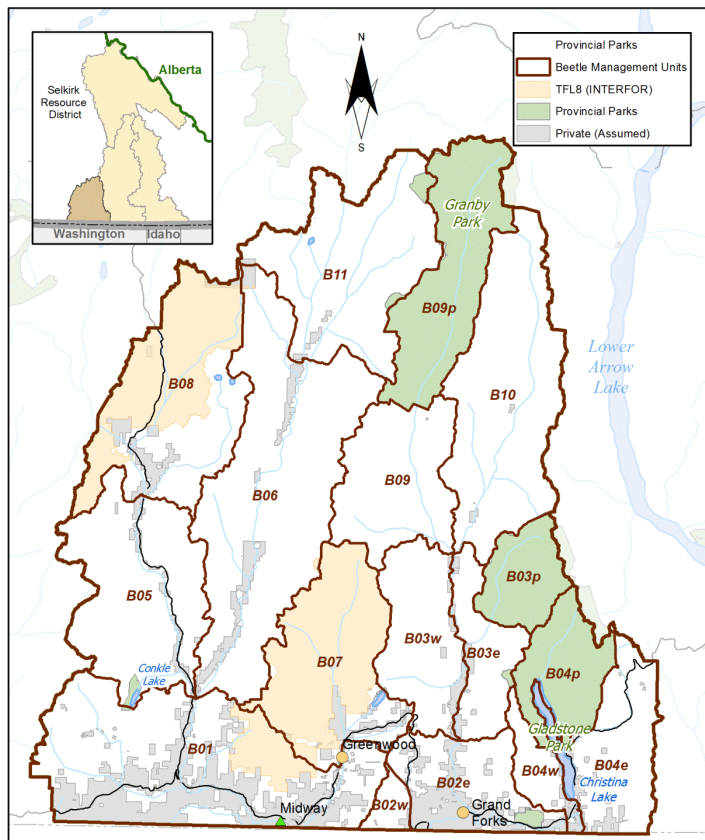 Alberta
Selkirk
Resource
District
Washington
Idaho
N
S
Provincial Parks
Beetle Management Units
TFL8 (INTERFOR)
Provincial Parks
Private (Assumed)
Granby
Park
B11
B09p
Lower
Arrow
Lake
B08
B10
B06
B09
B05
B03p
B03w
B03e
B07
B04p
Conkle
Lake
B01
Gladstone
Park
Greenwood
B04w
B04e
B02w
B02e
Christina
Lake
Midway
Grand
Forks